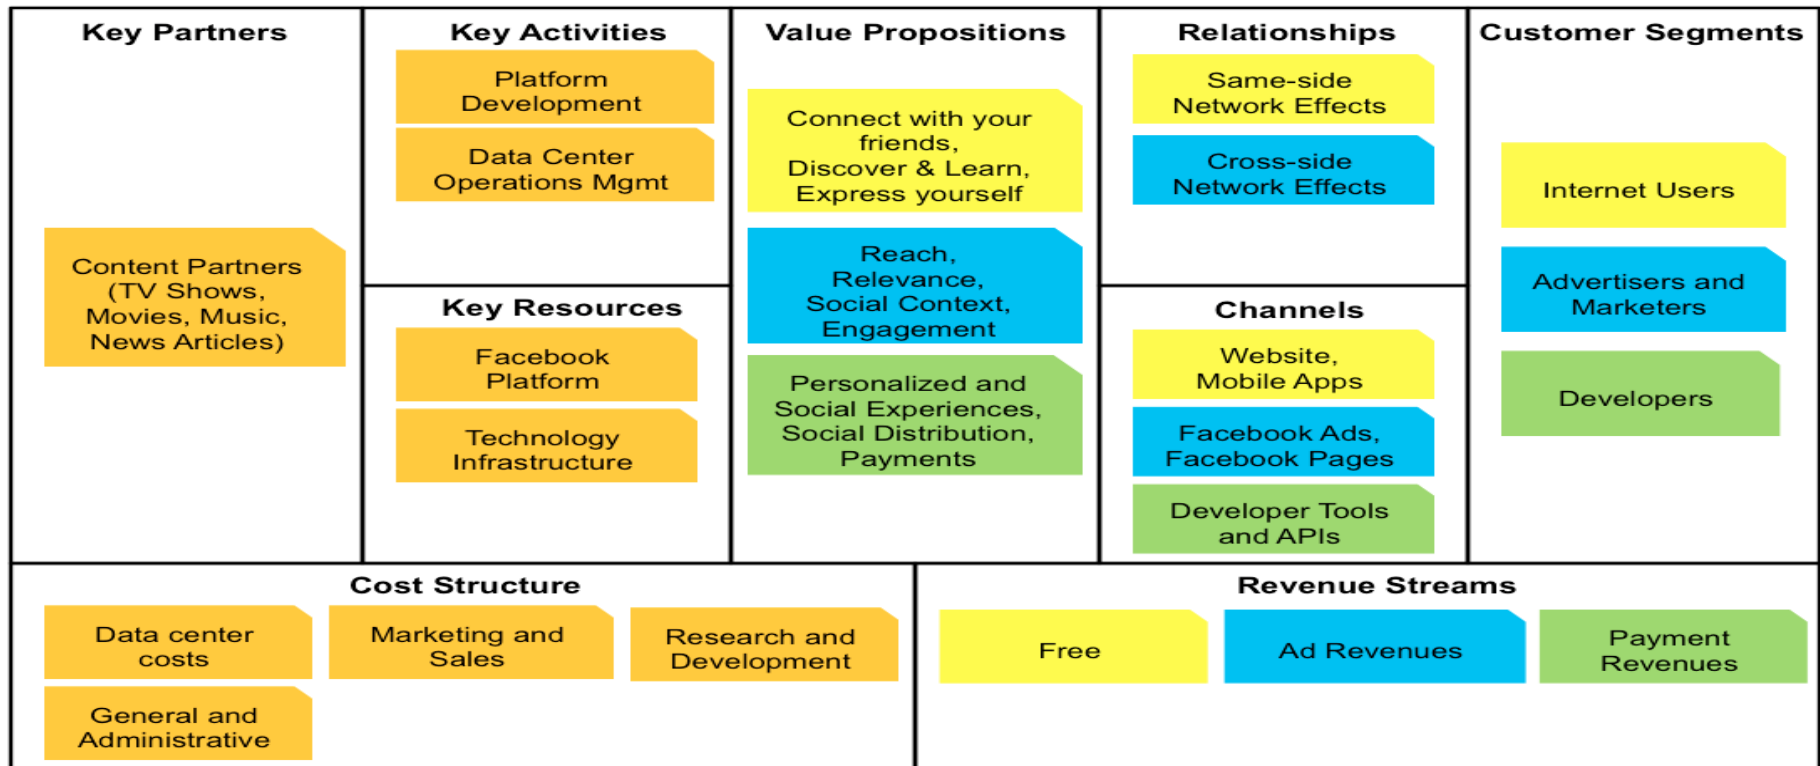 Key Partners
Content Partners
(TV Shows,
Movies, Music,
News Articles)
Key Activities
Platform
Development
Data Center
Operations Mgmt
Key Resources
Facebook
Platform
Technology
Infrastructure
Value Propositions
Connect with your
friends,
Discover & Learn,
Express yourself
Reach,
Relevance,
Social Context,
Engagement
Personalized and
Social Experiences,
Social Distribution,
Payments
Relationships
Same-side
Network Effects
Cross-side
Network Effects
Channels
Website,
Mobile Apps
Facebook Ads,
Facebook Pages
Developer Tools
and APIs
Customer Segments
Internet Users
Advertisers and
Marketers
Developers
Cost Structure
Data center
costs
Marketing and
Sales
Research and
Development
General and
Administrative
Revenue Streams
Free
Ad Revenues
Payment
Revenues